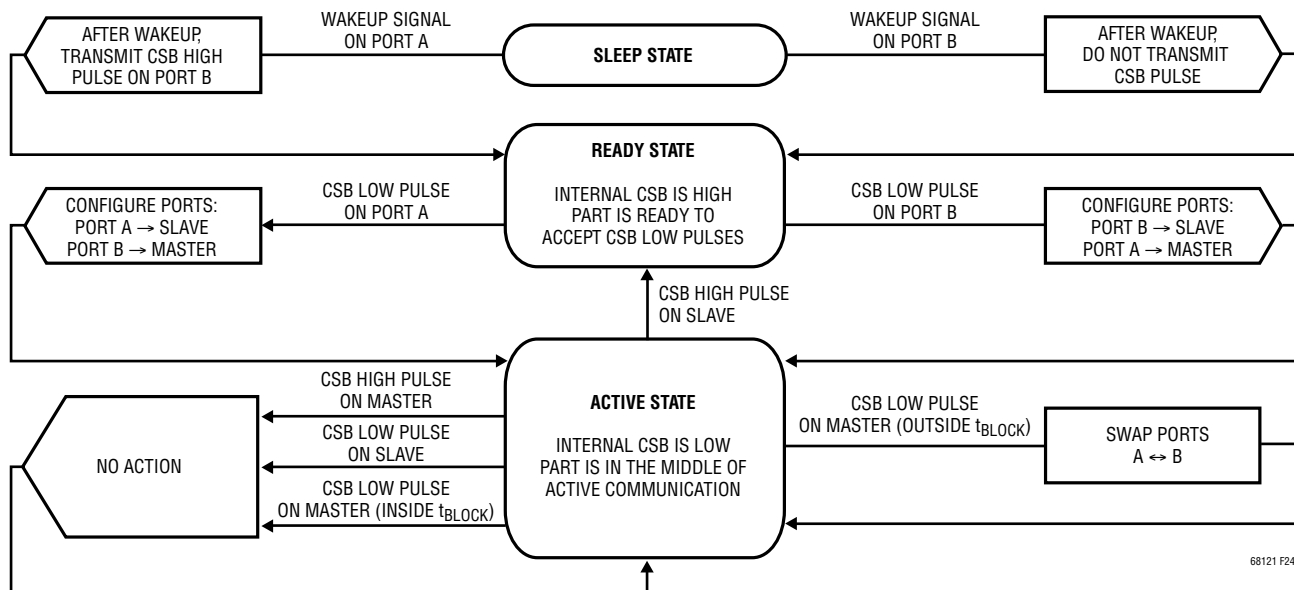 AFTER WAKEUP,
TRANSMIT CSB HIGH
PULSE ON PORT B
WAKEUP SIGNAL
ON PORT A
SLEEP STATE
WAKEUP SIGNAL
ON PORT B
AFTER WAKEUP,
DO NOT TRANSMIT
CSB PULSE
CONFIGURE PORTS:
PORT A → SLAVE
PORT B → MASTER
CSB LOW PULSE
ON PORT A
READY STATE
INTERNAL CSB IS HIGH
PART IS READY TO
ACCEPT CSB LOW PULSES
CSB LOW PULSE
ON PORT B
CONFIGURE PORTS:
PORT B → SLAVE
PORT A → MASTER
CSB HIGH PULSE
ON SLAVE
NO ACTION
CSB HIGH PULSE
ON MASTER
CSB LOW PULSE
ON SLAVE
CSB LOW PULSE
ON MASTER (INSIDE tBLOCK)
ACTIVE STATE
INTERNAL CSB IS LOW
PART IS IN THE MIDDLE OF
ACTIVE COMMUNICATION
CSB LOW PULSE
ON MASTER (OUTSIDE tBLOCK)
SWAP PORTS
A ↔ B
68121 F24